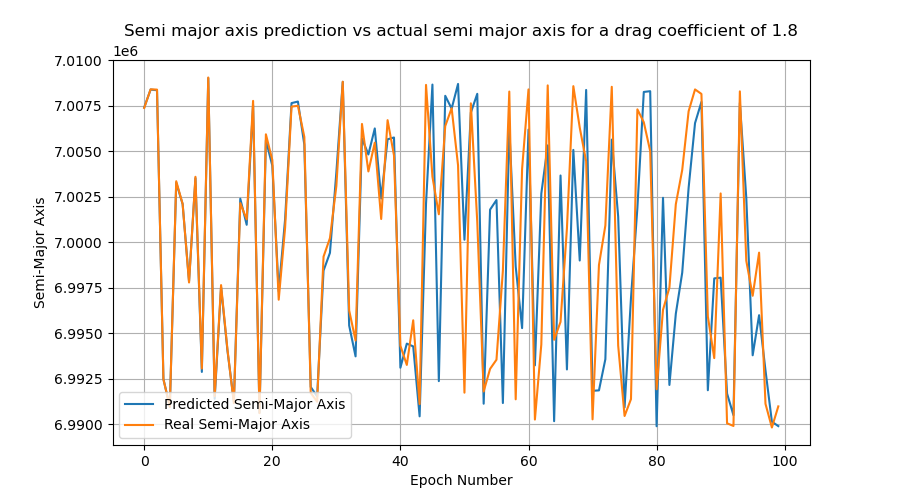 Semi major axis prediction vs actual semi major axis for a drag coefficient of 1.8
1e6
7.0100
7.0075
7.0050
7.0025
7.0000
6.9975
6.9950
6.9925
6.9900
Semi-Major Axis
Predicted Semi-Major Axis
Real Semi-Major Axis
0 20 40 60 80 100
Epoch Number